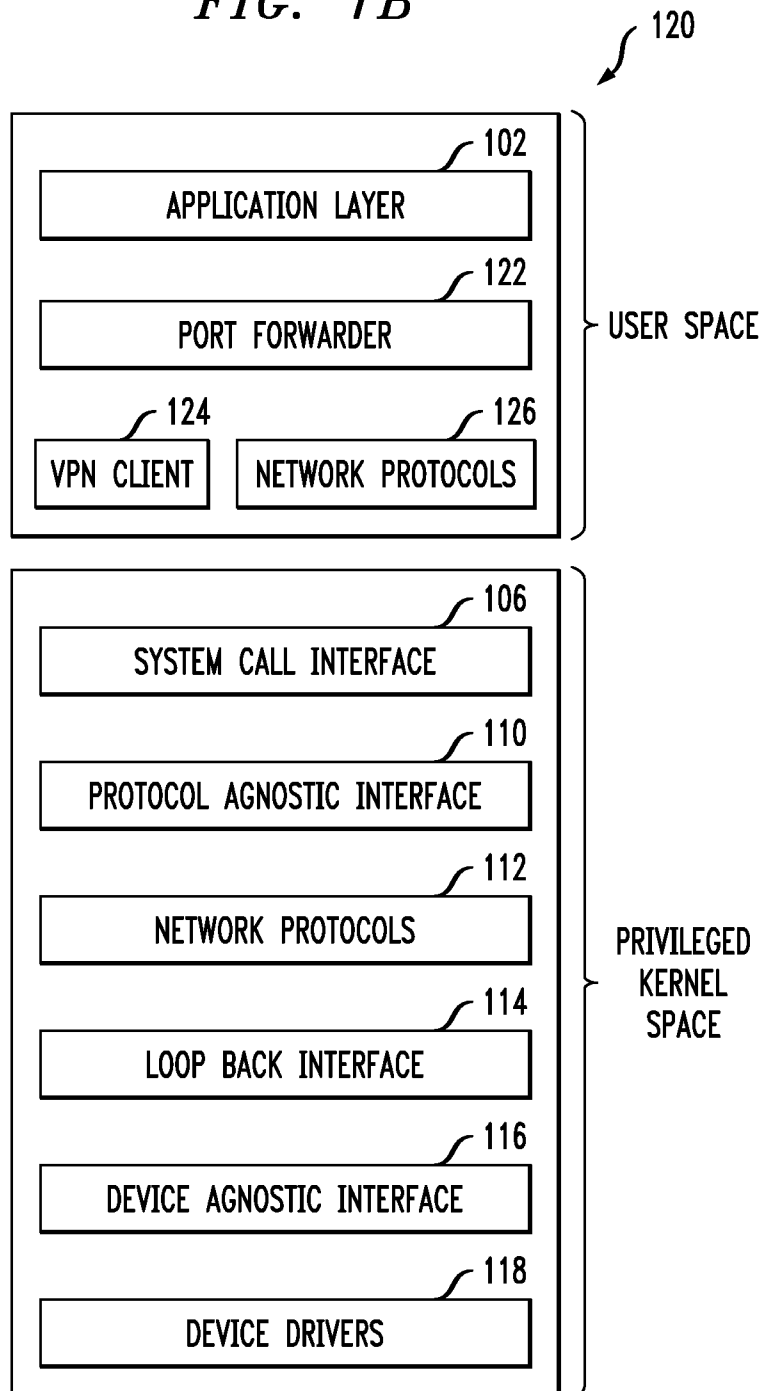 FIG.
120
102
APPLICATION LAYER
122
PORT FORWARDER
USER SPACE
124
126
VPN CLIENT
NETWORK PROTOCOLS
106
SYSTEM CALL INTERFACE
110
PROTOCOL AGNOSTIC INTERFACE
112
NETWORK PROTOCOLS
PRIVILEGED
KERNEL
SPACE
114
LOOP BACK INTERFACE
116
DEVICE AGNOSTIC INTERFACE
118
DEVICE DRIVERS